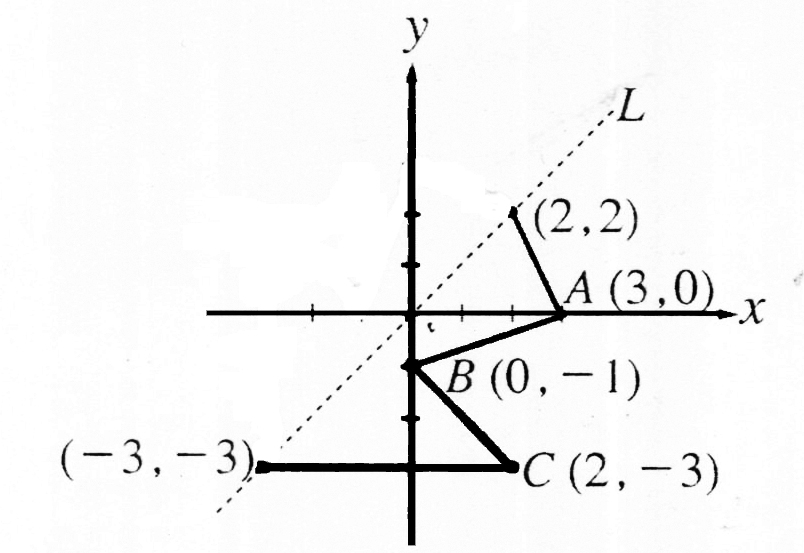 y
L
(2,2)
A (3,0)
x
B (0,−1)
(−3,−3)
C (2,−3)